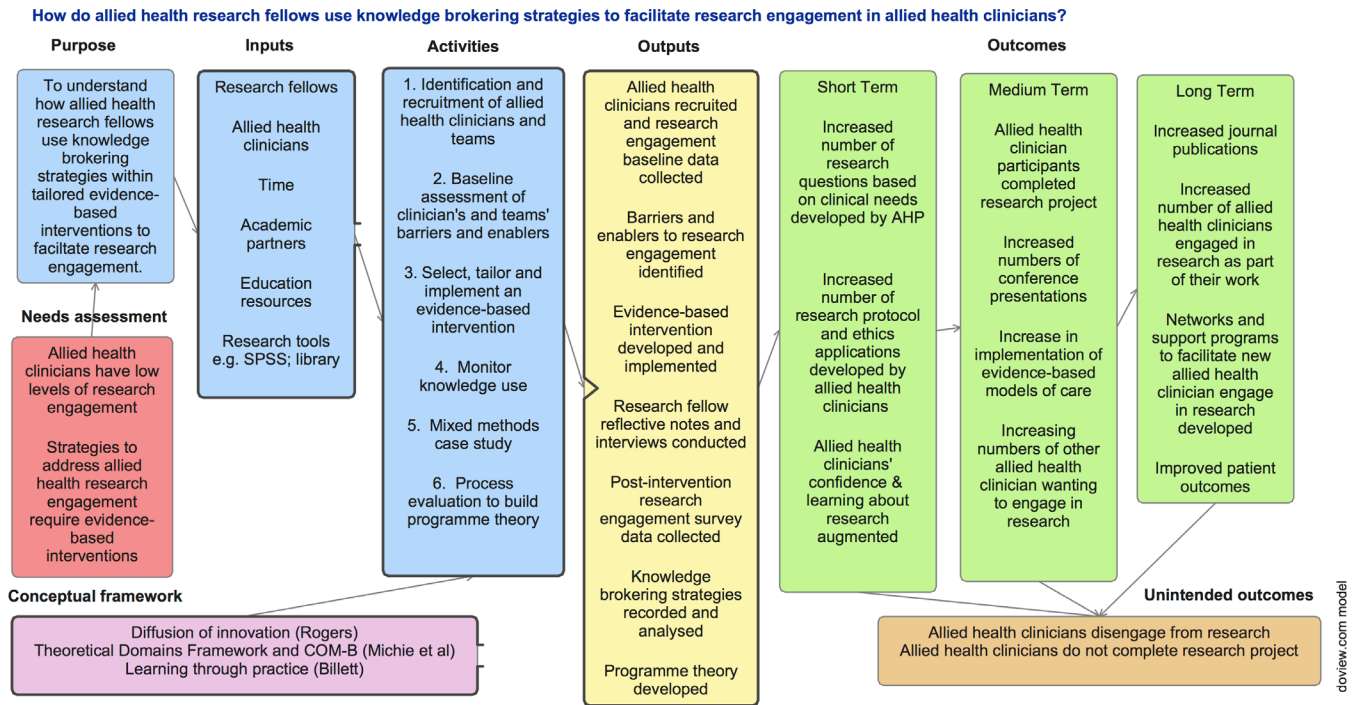 How do allied health research fellows use knowledge brokering strategies to facilitate research engagement in allied health clinicians?
Purpose
To understand
how allied health
research fellows
use knowledge
brokering
strategies within
tailored evidence-
based
interventions to
faciltate research
engagement.
Needs assessment
Allied health
clinicians have low
levels of research
engagement
Strategies to
address allied
health research
engagement
require evidence-
based
interventions
Conceptual framework
Diffusion of innovation (Rogers)
Theoretical Domains Framework and COM-B (Michie et al)
Learning through practice (Billett)
Inputs
Research fellows
Allied health
clinicians
Time
Academic
partners
Education
resources
Research tools
e.g. SPSS; library
Activities
1. Identification and
recruitment of allied
health clinicians and
teams
2. Baseline
assessment of
clinician's and teams'
barriers and enablers
3. Select, tailor and
implement an
evidence-based
intervention
4. Monitor
knowledge use
5. Mixed methods
case study
6. Process
evaluation to build
programme theory
Outputs
Allied health
clinicians recruited
and research
engagement
baseline data
collected
Barriers and
enablers to research
engagement
identified
Evidence-based
intervention
developed and
implemented
Research fellow
reflective notes and
interviews conducted
Post-intervention
research
engagement survey
data collected
Knowledge
brokering strategies
recorded and
analysed
Programme theory
developed
Outcomes
Short Term
Increased
number of
research
questions based
on clinical needs
developed by AHP
Increased
number of
research protocol
and ethics
applications
developed by
allied health
clinicians
Allied health
clinicians'
confidence &
learning about
research
augmented
Medium Term
Allied health
clinician
participants
completed
research project
Increased
numbers of
conference
presentations
Increase in
implementation of
evidence-based
models of care
Increasing
numbers of other
allied health
clinician wanting
to engage in
research
Long Term
Increased journal
publications
Increased
number of allied
health clinicians
engaged in
research as part
of their work
Networks and
support programs
to facilitate new
allied health
clinician engage
in research
developed
Improved patient
outcomes
Unintended outcomes
Allied health clinicians disengage from research
Allied health clinicians do not complete research project
doview.com model